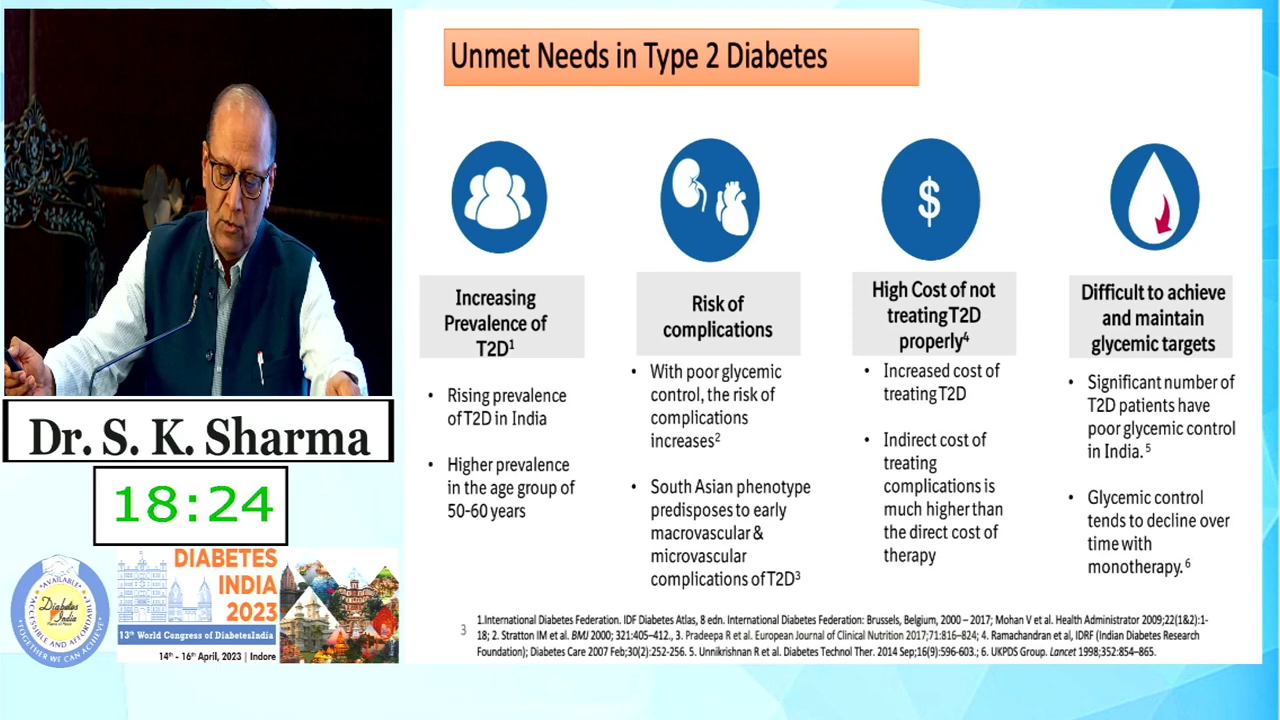 Unmet Needs in Type 2 Diabetes
$
Increasing
Prevalence of
T2D1
• Rising prevalence
of T2D in India
• Higher prevalence
in the age group of
50-60 years
Risk of
complications
• With poor glycemic
control, the risk of
complications
increases2
• South Asian phenotype
predisposes to early
macrovascular &
microvascular
complications of T2D3
High Cost of not
treating T2D
properly4
• Increased cost of
treating T2D
• Indirect cost of
treating
complications is
much higher than
the direct cost of
therapy
Difficult to achieve
and maintain
glycemic targets
• Significant number of
T2D patients have
poor glycemic control
in India. 5
• Glycemic control
tends to decline over
time with
monotherapy. 6
3
1.International Diabetes Federation. IDF Diabetes Atlas, 8 edn. International Diabetes Federation: Brussels, Belgium, 2000 – 2017; Mohan V et al. Health Administrator 2009;22(1&2):1-
18; 2. Stratton IM et al. BMJ 2000; 321:405–412., 3. Pradeepa R et al. European Journal of Clinical Nutrition 2017;71:816–824; 4. Ramachandran et al, IDRF (Indian Diabetes Research
Foundation); Diabetes Care 2007 Feb;30(2):252-256. 5. Unnikrishnan R et al. Diabetes Technol Ther. 2014 Sep;16(9):596-603.; 6. UKPDS Group. Lancet 1998;352:854–865.
Dr. S. K. Sharma
18:24
•AVAILABLE•
ACCESSIBLE AND AFFORDABLE
Diabetes
India
•TOGETHER WE CAN ACHIEVE•
DIABETES
INDIA
2023
13th World Congress of DiabetesIndia
14th - 16th April, 2023 | Indore